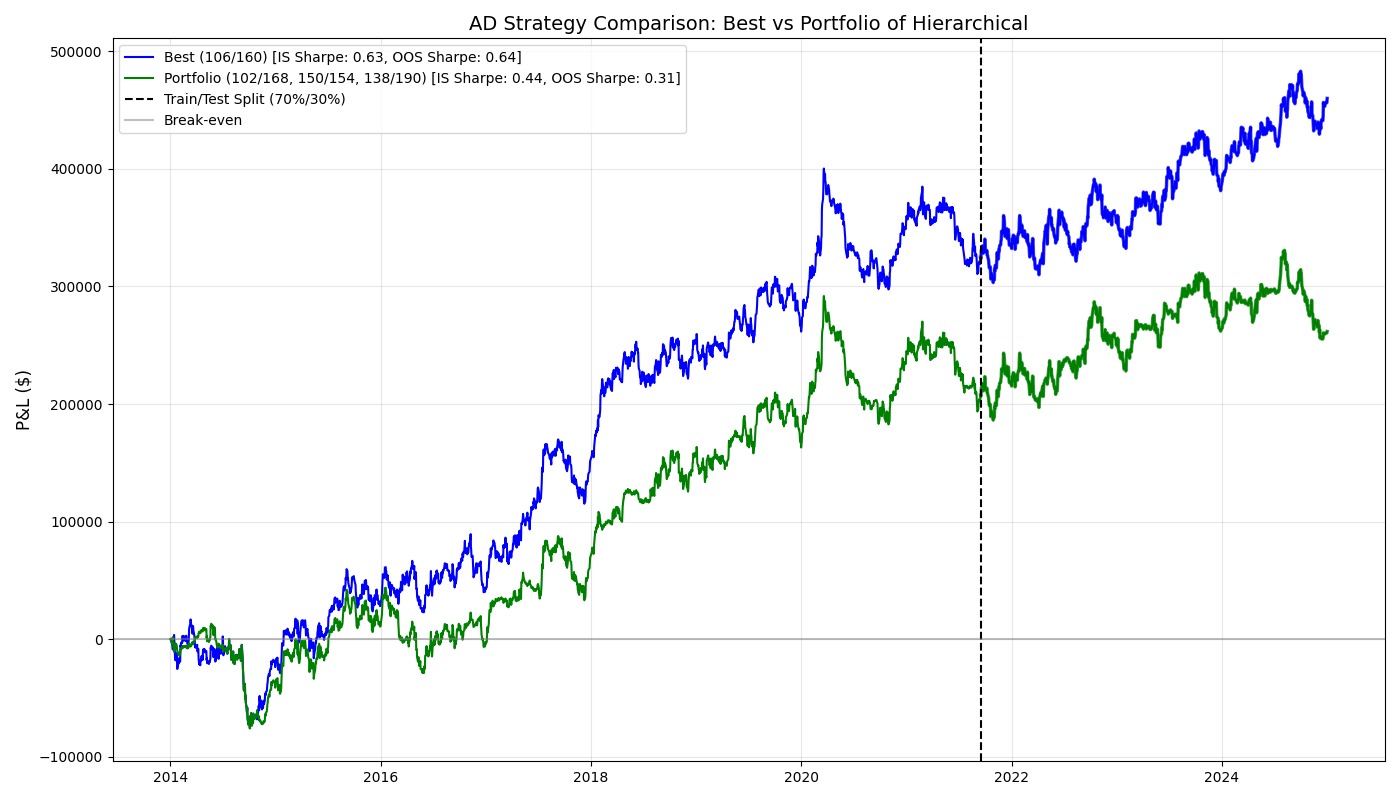 AD Strategy Comparison: Best vs Portfolio of Hierarchical
Best (106/160) [IS Sharpe: 0.63, OOS Sharpe: 0.64]
Portfolio (102/168, 150/154, 138/190) [IS Sharpe: 0.44, OOS Sharpe: 0.31]
Train/Test Split (70%/30%)
Break-even
P&L ($)
500000
400000
300000
200000
100000
0
−100000
2014
2016
2018
2020
2022
2024